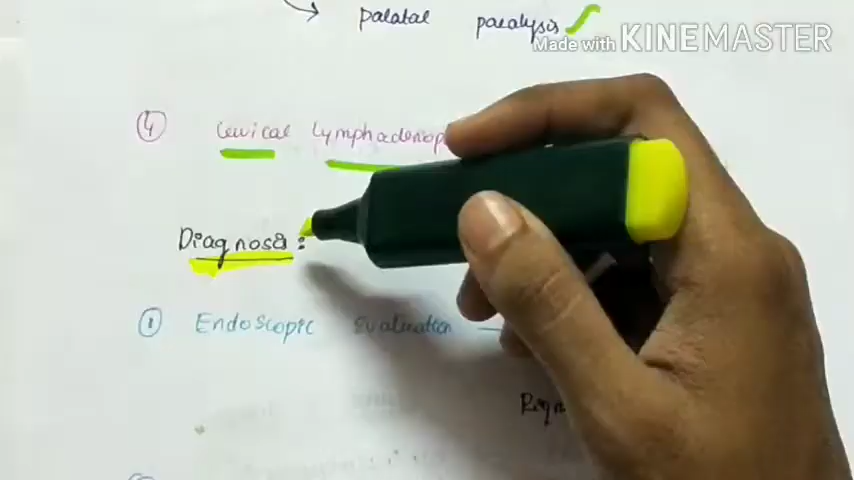 palatal paralysis
Made with KINEMASTER
④ Cervical Lymphadenop
Diagnosis :
① Endoscopic Evaluation